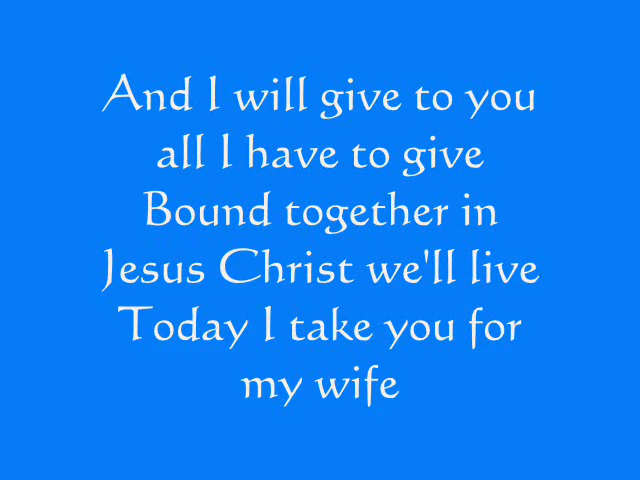 And I will give to you
all I have to give
Bound together in
Jesus Christ we'll live
Today I take you for
my wife